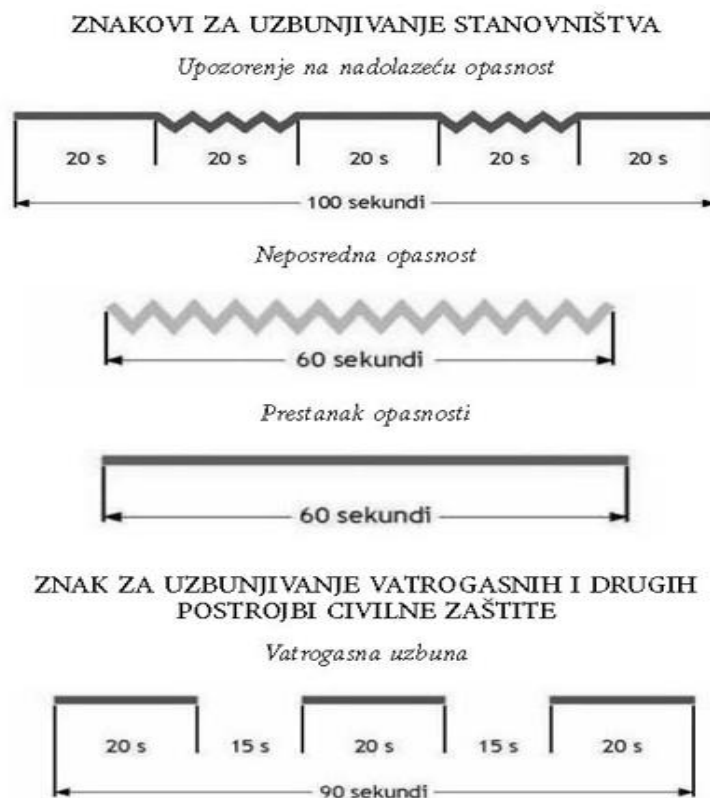 ZNAKOVI ZA UZBUNJIVANJE STANOVNIŠTVA
Upozorenje na nadolazeću opasnost
20 s 20 s 20 s 20 s 20 s
100 sekundi
Neposredna opasnost
60 sekundi
Prestanak opasnosti
60 sekundi
ZNAK ZA UZBUNJIVANJE VATROGASNIH I DRUGIH
POSTROJBI CIVILNE ZAŠTITE
Vatrogasna uzbuna
20 s 15 s 20 s 15 s 20 s
90 sekundi